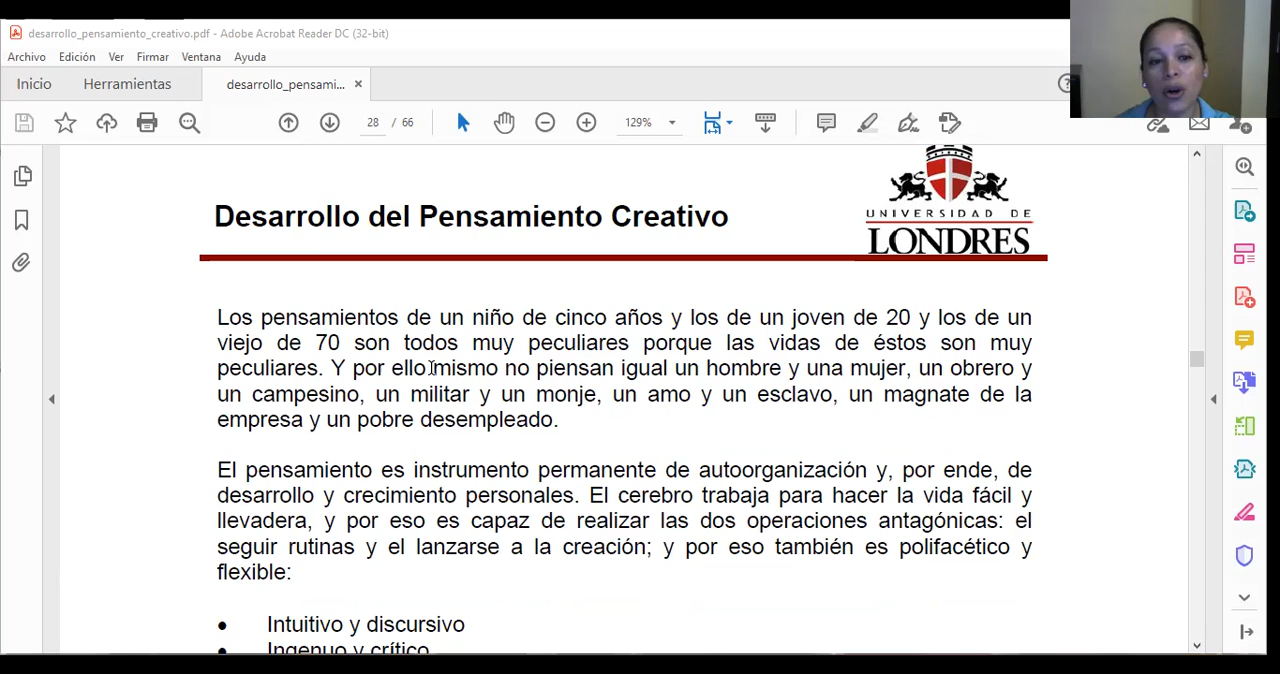 desarrollo_pensamiento_creativo.pdf - Adobe Acrobat Reader DC (32-bit)
Archivo Edición Ver Firmar Ventana Ayuda
Inicio Herramientas desarrollo_pensami... ×
28 / 66 129%
Desarrollo del Pensamiento Creativo
UNIVERSIDAD DE
LONDRES
Los pensamientos de un niño de cinco años y los de un joven de 20 y los de un
viejo de 70 son todos muy peculiares porque las vidas de éstos son muy
peculiares. Y por ello mismo no piensan igual un hombre y una mujer, un obrero y
un campesino, un militar y un monje, un amo y un esclavo, un magnate de la
empresa y un pobre desempleado.
El pensamiento es instrumento permanente de autoorganización y, por ende, de
desarrollo y crecimiento personales. El cerebro trabaja para hacer la vida fácil y
llevadera, y por eso es capaz de realizar las dos operaciones antagónicas: el
seguir rutinas y el lanzarse a la creación; y por eso también es polifacético y
flexible:
• Intuitivo y discursivo
• Ingenuo y crítico